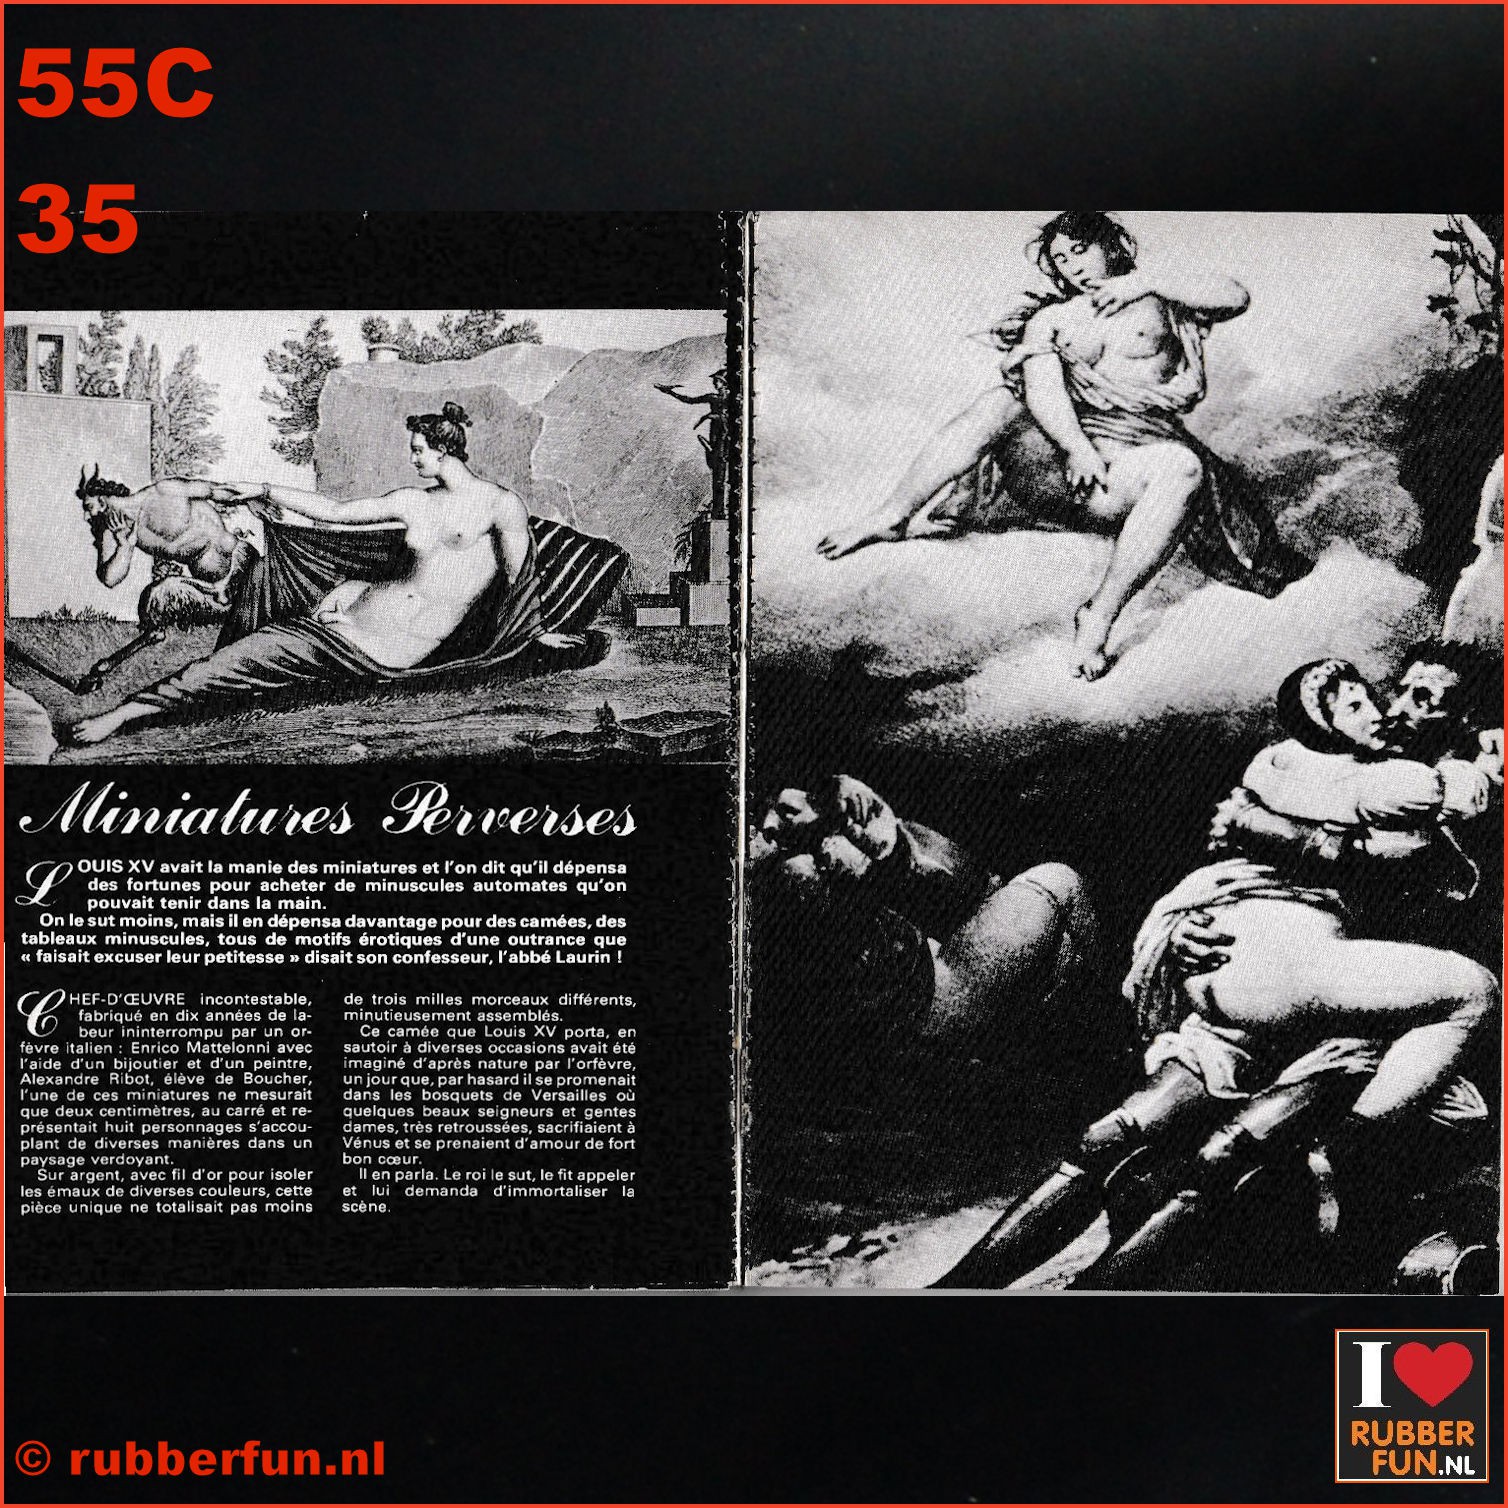 55C
35
Miniatures Perverses
LOUIS XV avait la manie des miniatures et l'on dit qu'il dépensa
des fortunes pour acheter de minuscules automates qu'on
pouvait tenir dans la main.
On le sut moins, mais il en dépensa davantage pour des camées, des
tableaux minuscules, tous de motifs érotiques d'une outrance que
« faisait excuser leur petitesse » disait son confesseur, l'abbé Laurin !
CHEF-D'ŒUVRE incontestable,
fabriqué en dix années de la-
beur ininterrompu par un or-
fèvre italien : Enrico Mattelonni avec
l'aide d'un bijoutier et d'un peintre,
Alexandre Ribot, élève de Boucher,
l'une de ces miniatures ne mesurait
que deux centimètres, au carré et re-
présentait huit personnages s'accou-
plant de diverses manières dans un
paysage verdoyant.
Sur argent, avec fil d'or pour isoler
les émaux de diverses couleurs, cette
pièce unique ne totalisait pas moins
de trois milles morceaux différents,
minutieusement assemblés.
Ce camée que Louis XV porta, en
sautoir à diverses occasions avait été
imaginé d'après nature par l'orfèvre,
un jour que, par hasard il se promenait
dans les bosquets de Versailles où
quelques beaux seigneurs et gentes
dames, très retroussées, sacrifiaient à
Vénus et se prenaient d'amour de fort
bon cœur.
Il en parla. Le roi le sut, le fit appeler
et lui demanda d'immortaliser la
scène.
© rubberfun.nl
I
RUBBER
FUN.NL